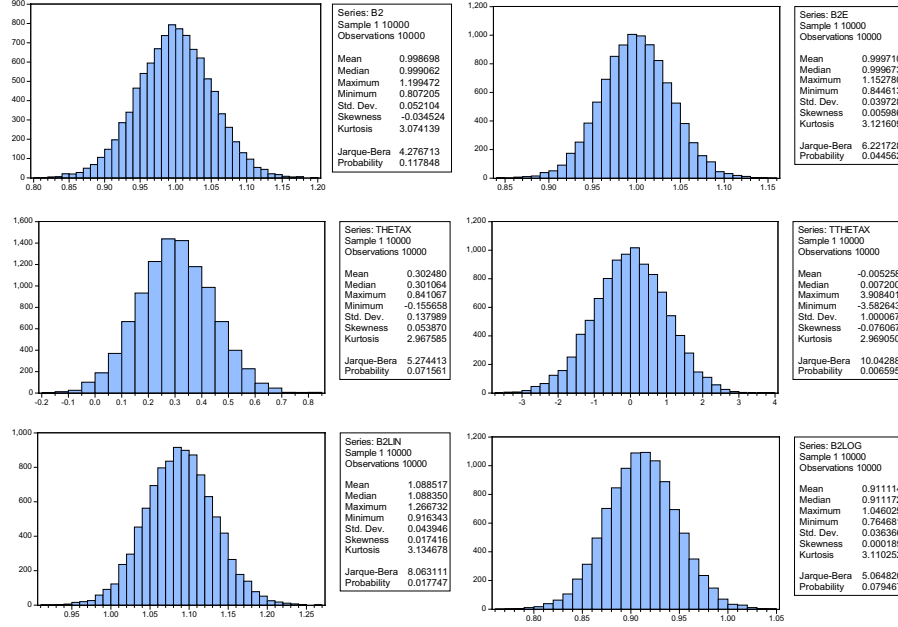 900
800
700
600
500
400
300
200
100
0
0.80 0.85 0.90 0.95 1.00 1.05 1.10 1.15 1.20
Series: B2
Sample 1 10000
Observations 10000
Mean 0.998698
Median 0.999062
Maximum 1.199472
Minimum 0.807205
Std. Dev. 0.052104
Skewness -0.034524
Kurtosis 3.074139
Jarque-Bera 4.276713
Probability 0.117848
1,200
1,000
800
600
400
200
0
0.85 0.90 0.95 1.00 1.05 1.10 1.15
Series: B2E
Sample 1 10000
Observations 10000
Mean
Median
Maximum
Minimum
Std. Dev.
Skewness
Kurtosis
Jarque-Bera
Probability
1,600
1,400
1,200
1,000
800
600
400
200
0
-0.2 -0.1 0.0 0.1 0.2 0.3 0.4 0.5 0.6 0.7 0.8
Series: THETAX
Sample 1 10000
Observations 10000
Mean 0.302480
Median 0.301064
Maximum 0.841067
Minimum -0.155658
Std. Dev. 0.137989
Skewness 0.053870
Kurtosis 2.967585
Jarque-Bera 5.274413
Probability 0.071561
1,200
1,000
800
600
400
200
0
-3 -2 -1 0 1 2 3 4
Series: TTHETAX
Sample 1 10000
Observations 10000
Mean
Median
Maximum
Minimum
Std. Dev.
Skewness
Kurtosis
Jarque-Bera
Probability
1,000
800
600
400
200
0
0.95 1.00 1.05 1.10 1.15 1.20 1.25
Series: B2LIN
Sample 1 10000
Observations 10000
Mean 1.088517
Median 1.088350
Maximum 1.266732
Minimum 0.916343
Std. Dev. 0.043946
Skewness 0.017416
Kurtosis 3.134678
Jarque-Bera 8.063111
Probability 0.017747
1,200
1,000
800
600
400
200
0
0.80 0.85 0.90 0.95 1.00 1.05
Series: B2LOG
Sample 1 10000
Observations 10000
Mean
Median
Maximum
Minimum
Std. Dev.
Skewness
Kurtosis
Jarque-Bera
Probability